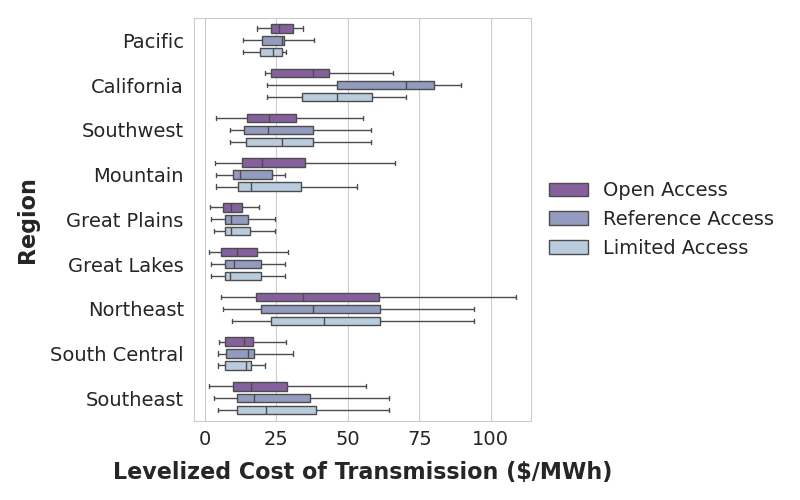 Pacific
California
Southwest
Mountain
Great Plains
Great Lakes
Northeast
South Central
Southeast
Region
0 25 50 75 100
Levelized Cost of Transmission ($/MWh)
Open Access
Reference Access
Limited Access